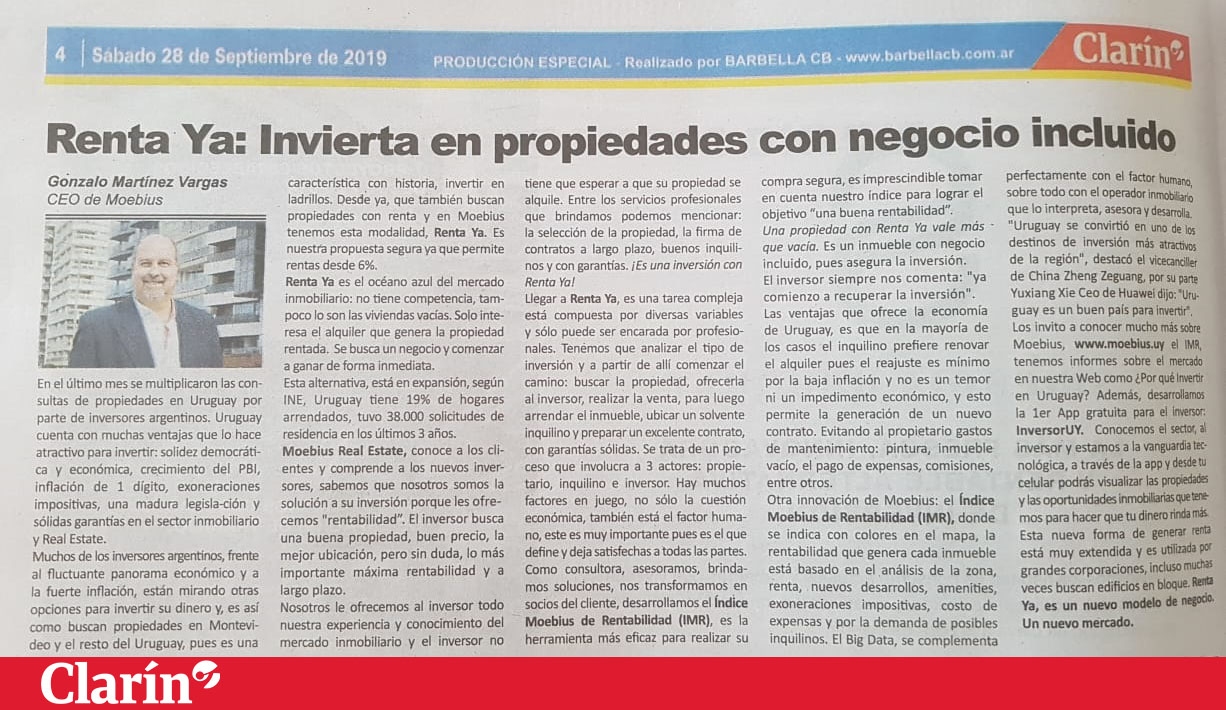 4 | Sábado 28 de Septiembre de 2019
PRODUCCIÓN ESPECIAL - Realizado por BARBELLA CB - www.barbellacb.com.ar
Clarín
Renta Ya: Invierta en propiedades con negocio incluido
Gonzalo Martínez Vargas
CEO de Moebius
En el último mes se multiplicaron las con-
sultas de propiedades en Uruguay por
parte de inversores argentinos. Uruguay
cuenta con muchas ventajas que lo hace
atractivo para invertir: solidez democráti-
ca y económica, crecimiento del PBI,
inflación de 1 dígito, exoneraciones
impositivas, una madura legisla-ción y
sólidas garantías en el sector inmobiliario
y Real Estate.
Muchos de los inversores argentinos, frente
al fluctuante panorama económico y a
la fuerte inflación, están mirando otras
opciones para invertir su dinero y, es así
como buscan propiedades en Montevi-
deo y el resto del Uruguay, pues es una
característica con historia, invertir en
ladrillos. Desde ya, que también buscan
propiedades con renta y en Moebius
tenemos esta modalidad, Renta Ya. Es
nuestra propuesta segura ya que permite
rentas desde 6%.
Renta Ya es el océano azul del mercado
inmobiliario: no tiene competencia, tam-
poco lo son las viviendas vacías. Solo inte-
resa el alquiler que genera la propiedad
rentada. Se busca un negocio y comenzar
a ganar de forma inmediata.
Esta alternativa, está en expansión, según
INE, Uruguay tiene 19% de hogares
arrendados, tuvo 38.000 solicitudes de
residencia en los últimos 3 años.
Moebius Real Estate, conoce a los cli-
entes y comprende a los nuevos inver-
sores, sabemos que nosotros somos la
solución a su inversión porque les ofre-
cemos "rentabilidad". El inversor busca
una buena propiedad, buen precio, la
mejor ubicación, pero sin duda, lo más
importante máxima rentabilidad y a
largo plazo.
Nosotros le ofrecemos al inversor todo
nuestra experiencia y conocimiento del
mercado inmobiliario y el inversor no
tiene que esperar a que su propiedad se
alquile. Entre los servicios profesionales
que brindamos podemos mencionar:
la selección de la propiedad, la firma de
contratos a largo plazo, buenos inquili-
nos y con garantías. ¡Es una inversión con
Renta Ya!
Llegar a Renta Ya, es una tarea compleja
está compuesta por diversas variables
y sólo puede ser encarada por profesio-
nales. Tenemos que analizar el tipo de
inversión y a partir de allí comenzar el
camino: buscar la propiedad, ofrecerla
al inversor, realizar la venta, para luego
arrendar el inmueble, ubicar un solvente
inquilino y preparar un excelente contrato,
con garantías sólidas. Se trata de un pro-
ceso que involucra a 3 actores: propie-
tario, inquilino e inversor. Hay muchos
factores en juego, no sólo la cuestión
económica, también está el factor huma-
no, este es muy importante pues es el que
define y deja satisfechas a todas las partes.
Como consultora, asesoramos, brinda-
mos soluciones, nos transformamos en
socios del cliente, desarrollamos el Índice
Moebius de Rentabilidad (IMR), es la
herramienta más eficaz para realizar su
compra segura, es imprescindible tomar
en cuenta nuestro índice para lograr el
objetivo "una buena rentabilidad".
Una propiedad con Renta Ya vale más -
que vacía. Es un inmueble con negocio
incluido, pues asegura la inversión.
El inversor siempre nos comenta: "ya
comienzo a recuperar la inversión".
Las ventajas que ofrece la economía
de Uruguay, es que en la mayoría de
los casos el inquilino prefiere renovar
el alquiler pues el reajuste es mínimo
por la baja inflación y no es un temor
ni un impedimento económico, y esto
permite la generación de un nuevo
contrato. Evitando al propietario gastos
de mantenimiento: pintura, inmueble
vacío, el pago de expensas, comisiones,
entre otros.
Otra innovación de Moebius: el Índice
Moebius de Rentabilidad (IMR), donde
se indica con colores en el mapa, la
rentabilidad que genera cada inmueble
está basado en el análisis de la zona,
renta, nuevos desarrollos, amenities,
exoneraciones impositivas, costo de
expensas y por la demanda de posibles
inquilinos. El Big Data, se complementa
perfectamente con el factor humano,
sobre todo con el operador inmobiliario
que lo interpreta, asesora y desarrolla.
"Uruguay se convirtió en uno de los
destinos de inversión más atractivos
de la región", destacó el vicecanciller
de China Zheng Zeguang, por su parte
Yuxiang Xie Ceo de Huawei dijo: "Uru-
guay es un buen país para invertir".
Los invito a conocer mucho más sobre
Moebius, www.moebius.uy el IMR,
tenemos informes sobre el mercado
en nuestra Web como ¿Por qué Invertir
en Uruguay? Además, desarrollamos
la 1er App gratuita para el inversor:
InversorUY. Conocemos el sector, al
inversor y estamos a la vanguardia tec-
nológica, a través de la app y desde tu
celular podrás visualizar las propiedades
y las oportunidades inmobiliarias que tene-
mos para hacer que tu dinero rinda más.
Esta nueva forma de generar renta
está muy extendida y es utilizada por
grandes corporaciones, incluso muchas
veces buscan edificios en bloque. Renta
Ya, es un nuevo modelo de negocio.
Un nuevo mercado.
Clarín